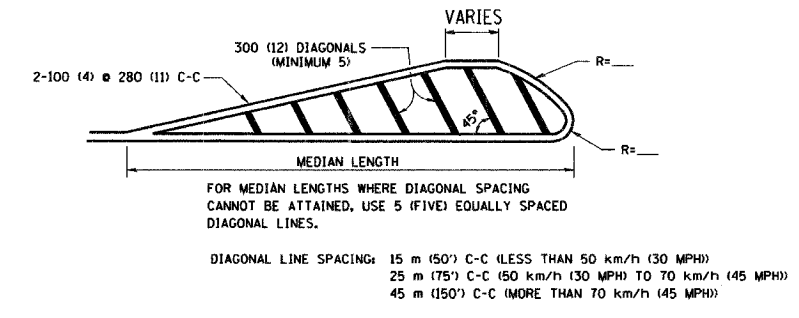 VARIES
300 (12) DIAGONALS
(MINIMUM 5)
R=___
2-100 (4) @ 280 (11) C-C
45°
R=___
MEDIAN LENGTH
FOR MEDIAN LENGTHS WHERE DIAGONAL SPACING
CANNOT BE ATTAINED, USE 5 (FIVE) EQUALLY SPACED
DIAGONAL LINES.
DIAGONAL LINE SPACING: 15 m (50') C-C (LESS THAN 50 km/h (30 MPH))
25 m (75') C-C (50 km/h (30 MPH) TO 70 km/h (45 MPH))
45 m (150') C-C (MORE THAN 70 km/h (45 MPH))